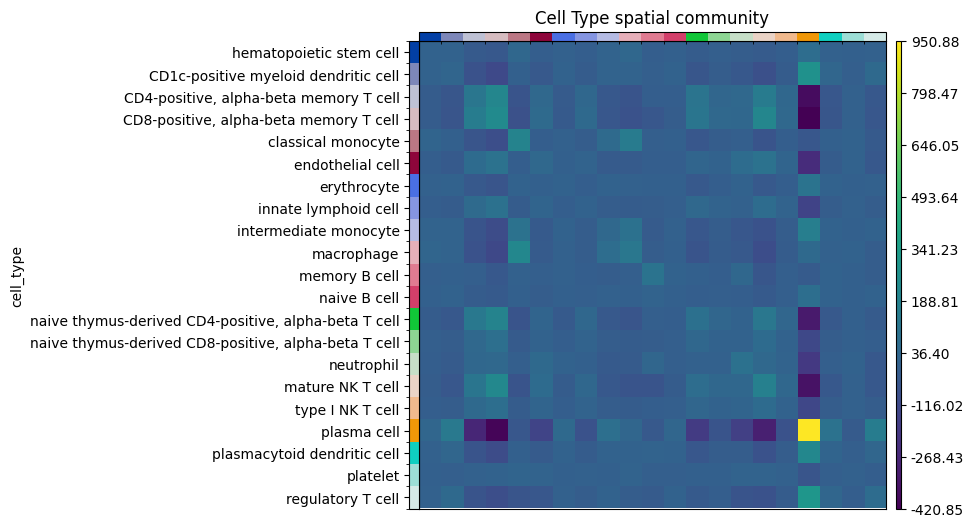 Cell Type spatial community
hematopoietic stem cell
CD1c-positive myeloid dendritic cell
CD4-positive, alpha-beta memory T cell
CD8-positive, alpha-beta memory T cell
classical monocyte
endothelial cell
erythrocyte
innate lymphoid cell
intermediate monocyte
macrophage
memory B cell
naive B cell
naive thymus-derived CD4-positive, alpha-beta T cell
naive thymus-derived CD8-positive, alpha-beta T cell
neutrophil
mature NK T cell
type I NK T cell
plasma cell
plasmacytoid dendritic cell
platelet
regulatory T cell
cell_type
950.88
798.47
646.05
493.64
341.23
188.81
36.40
-116.02
-268.43
-420.85